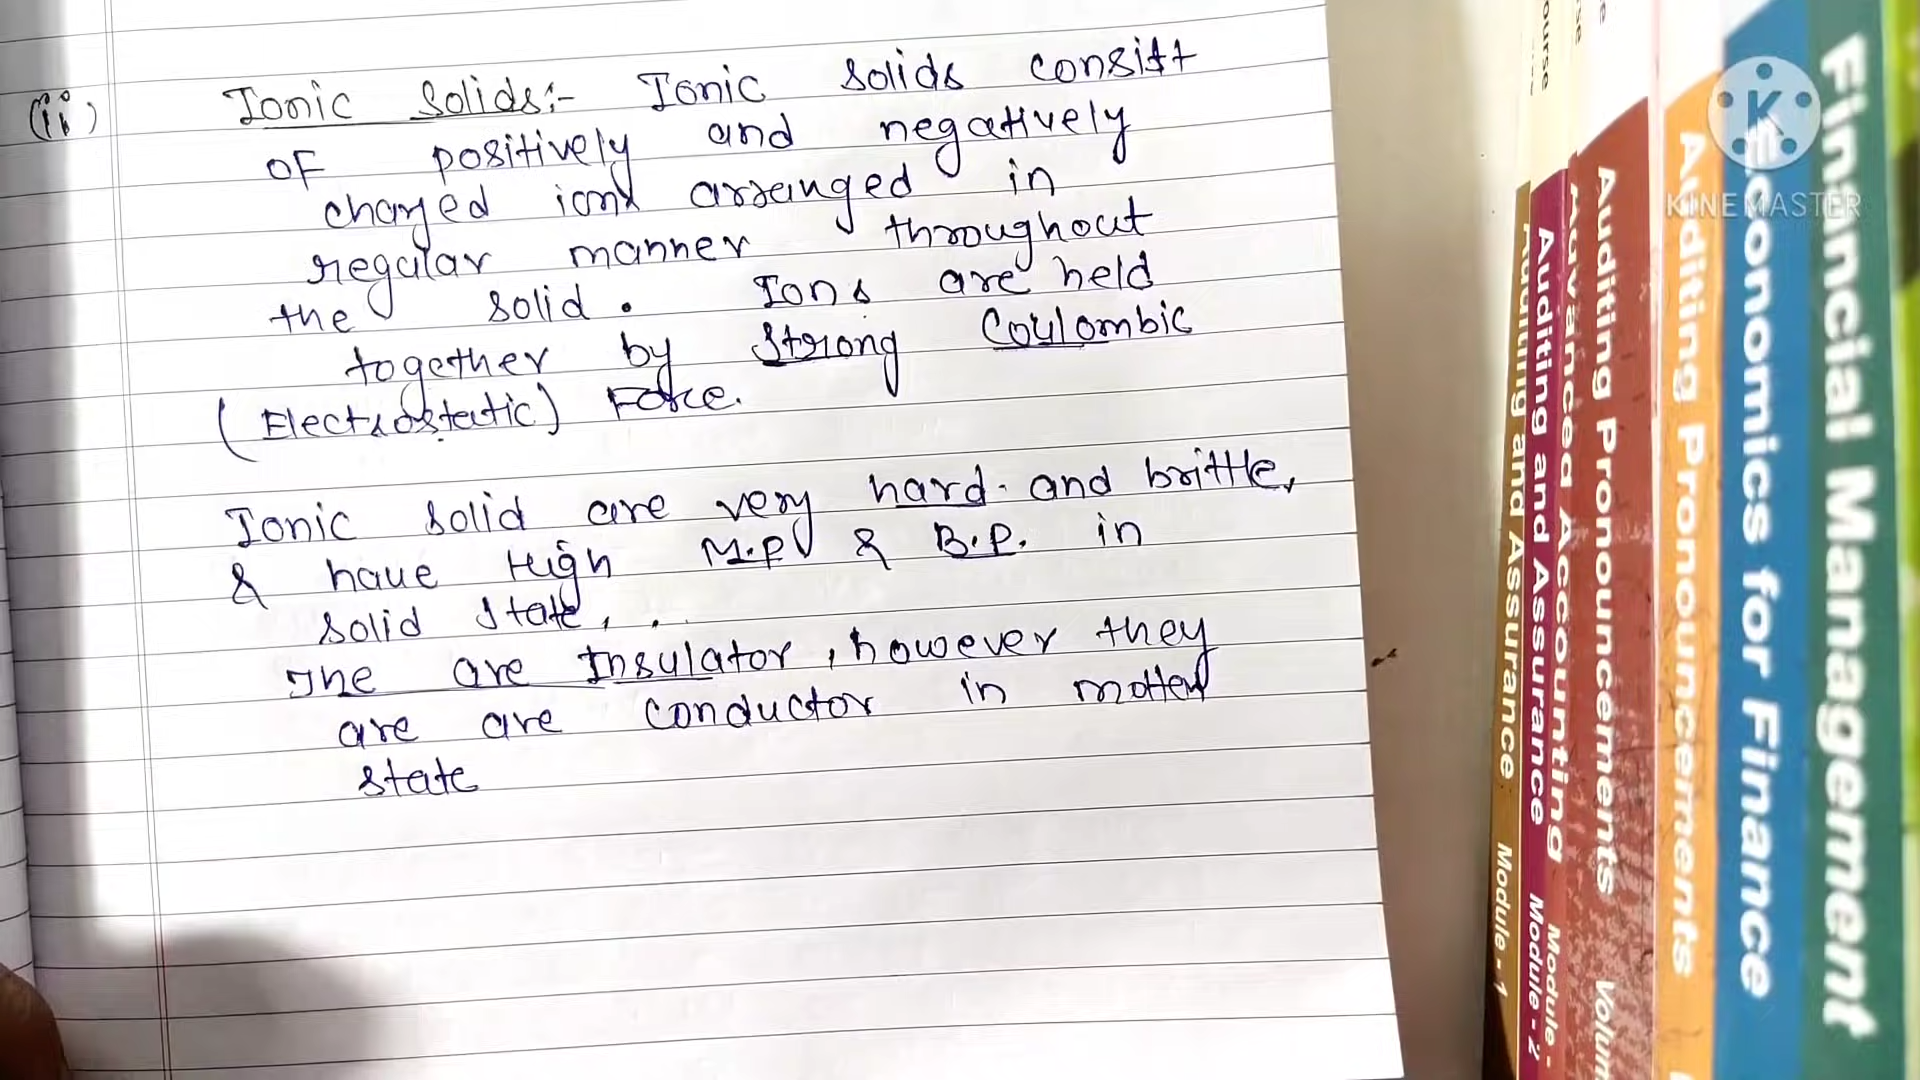 (ii) Ionic Solids:- Ionic solids consist
of positively and negatively
charged ions arranged in
regular manner throughout
the solid. Ions are held
together by strong Coulombic
(Electrostatic) Force.
Ionic solid are very hard and brittle,
& have High M.P & B.P. in
solid state,
The are Insulator, however they
are are conductor in molten
state
Financial Management
Economics for Finance
Auditing Pronouncements
Auditing Pronouncements Volum
Advanced Accounting Module -
Auditing and Assurance Module - 2
Auditing and Assurance Module - 1
ourse
K
KINEMASTER